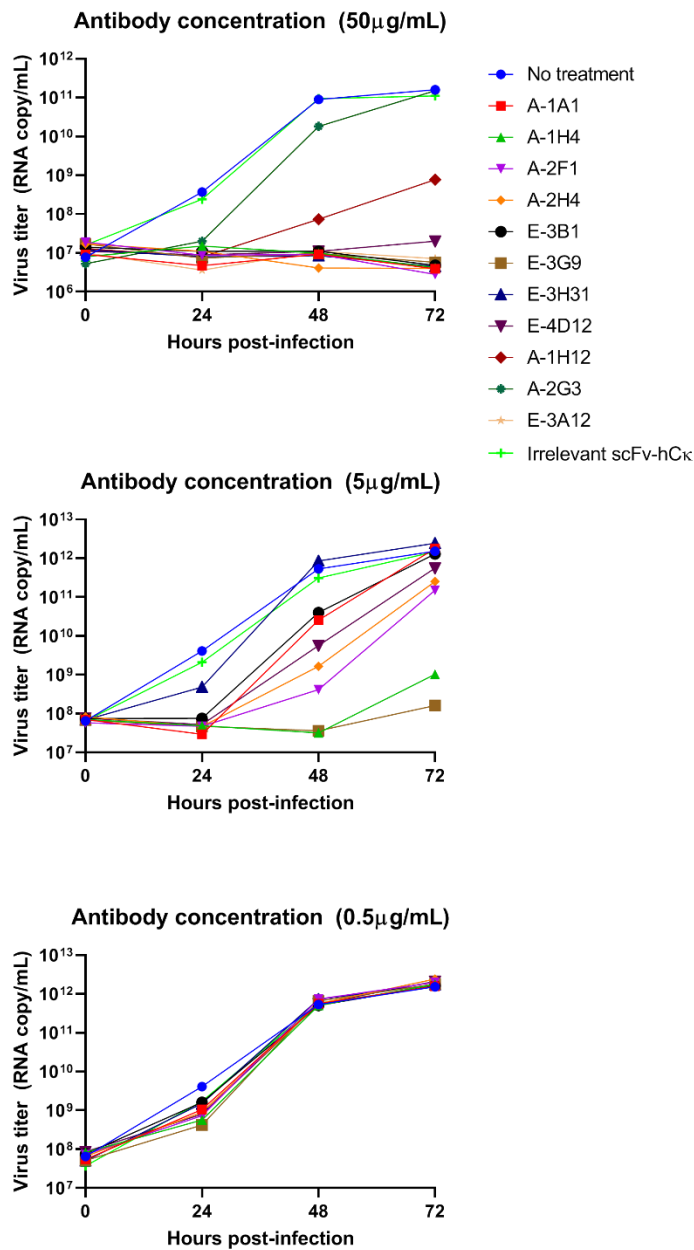 Antibody concentration (50μg/mL)
Virus titer (RNA copy/mL)
10¹²
10¹¹
10¹⁰
10⁹
10⁸
10⁷
10⁶
0 24 48 72
Hours post-infection
No treatment
A-1A1
A-1H4
A-2F1
A-2H4
E-3B1
E-3G9
E-3H31
E-4D12
A-1H12
A-2G3
E-3A12
Irrelevant scFv-hCκ
Antibody concentration (5μg/mL)
Virus titer (RNA copy/mL)
10¹³
10¹²
10¹¹
10¹⁰
10⁹
10⁸
10⁷
0 24 48 72
Hours post-infection
Antibody concentration (0.5μg/mL)
Virus titer (RNA copy/mL)
10¹³
10¹²
10¹¹
10¹⁰
10⁹
10⁸
10⁷
0 24 48 72
Hours post-infection